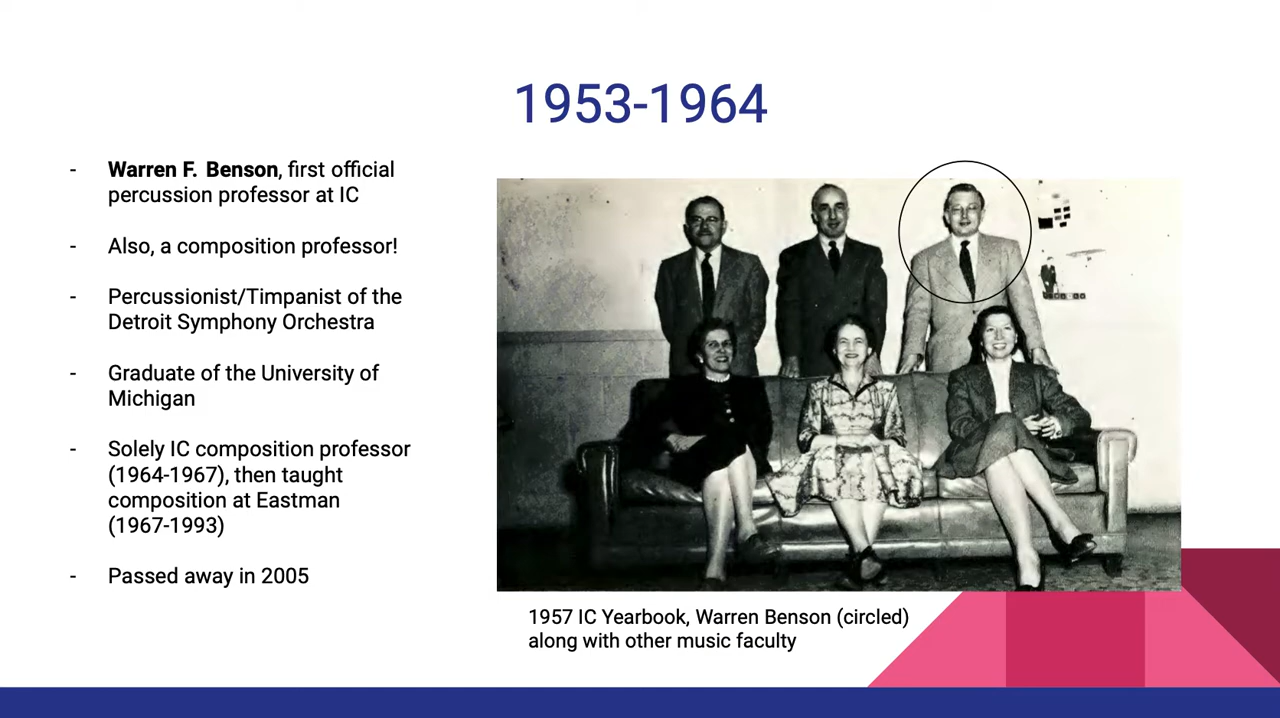 1953-1964
- Warren F. Benson, first official
percussion professor at IC
- Also, a composition professor!
- Percussionist/Timpanist of the
Detroit Symphony Orchestra
- Graduate of the University of
Michigan
- Solely IC composition professor
(1964-1967), then taught
composition at Eastman
(1967-1993)
- Passed away in 2005
1957 IC Yearbook, Warren Benson (circled)
along with other music faculty